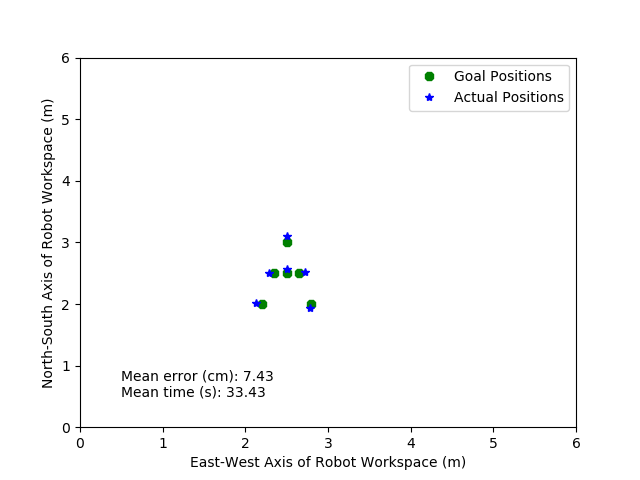 Goal Positions
Actual Positions
North-South Axis of Robot Workspace (m)
6
5
4
3
2
1
0
Mean error (cm): 7.43
Mean time (s): 33.43
0 1 2 3 4 5 6
East-West Axis of Robot Workspace (m)